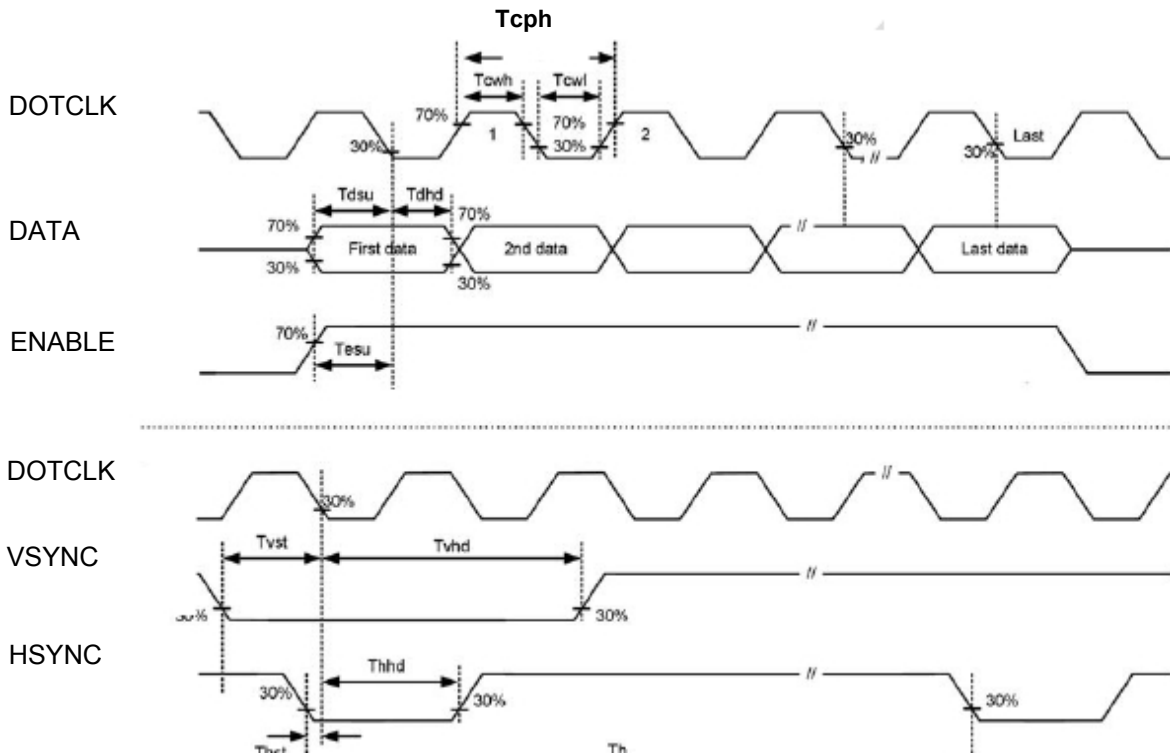 Tcph
Tcwh Tcwl
DOTCLK
70% 1 70% 2 30% // 30% Last
30% 30%
Tdsu Tdhd
DATA
70% 70% //
First data 2nd data Last data
30% 30%
ENABLE
70% //
Tesu
DOTCLK
30% //
VSYNC
Tvst Tvhd
30% //
HSYNC
Thhd
30% 30% // 30%
Th